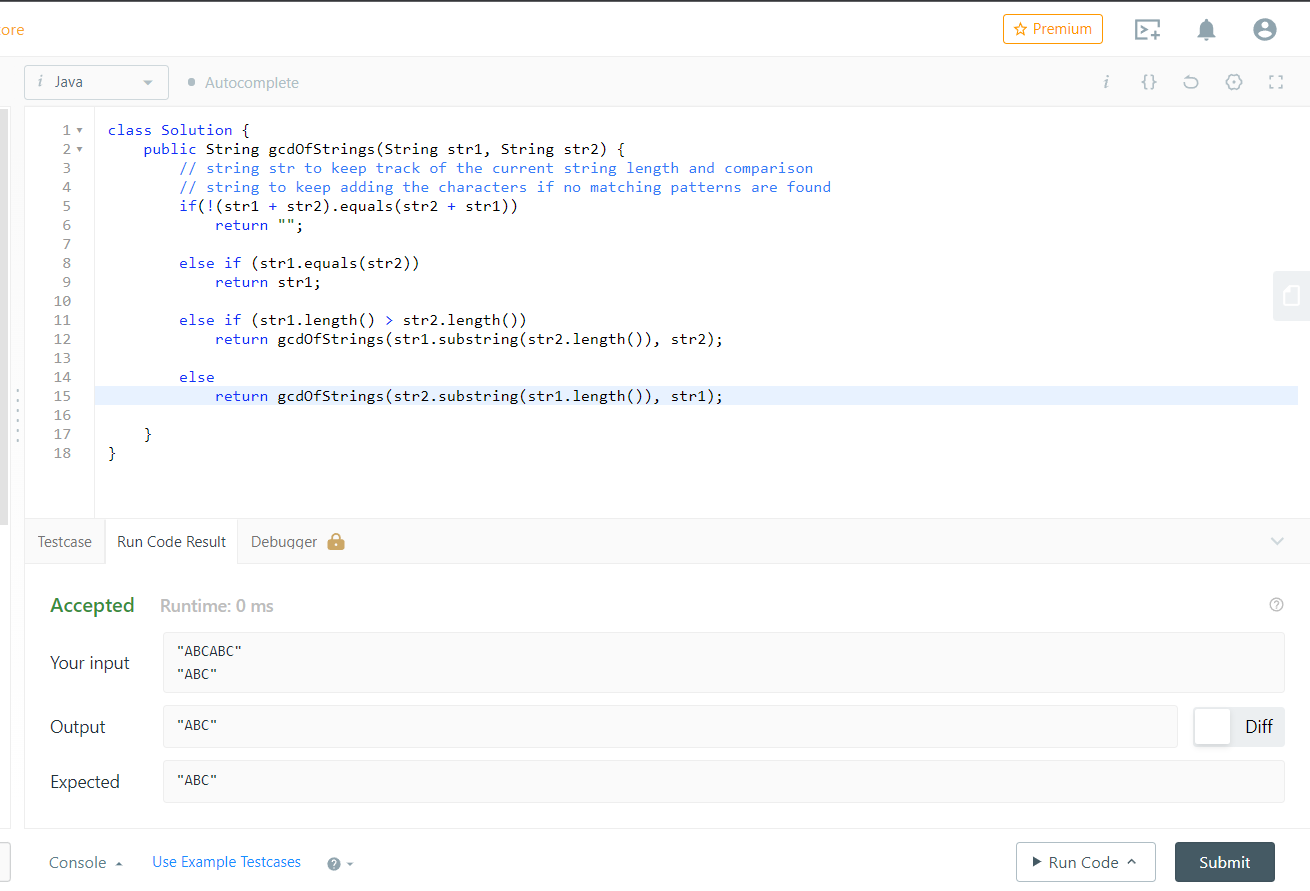 ore
Premium
i Java
Autocomplete
i {}
1 class Solution {
2     public String gcdOfStrings(String str1, String str2) {
3         // string str to keep track of the current string length and comparison
4         // string to keep adding the characters if no matching patterns are found
5         if(!(str1 + str2).equals(str2 + str1))
6             return "";
7
8         else if (str1.equals(str2))
9             return str1;
10
11         else if (str1.length() > str2.length())
12             return gcdOfStrings(str1.substring(str2.length()), str2);
13
14         else
15             return gcdOfStrings(str2.substring(str1.length()), str1);
16
17     }
18 }
Testcase Run Code Result Debugger
Accepted Runtime: 0 ms
Your input
"ABCABC"
"ABC"
Output "ABC" Diff
Expected "ABC"
Console Use Example Testcases ? Run Code Submit